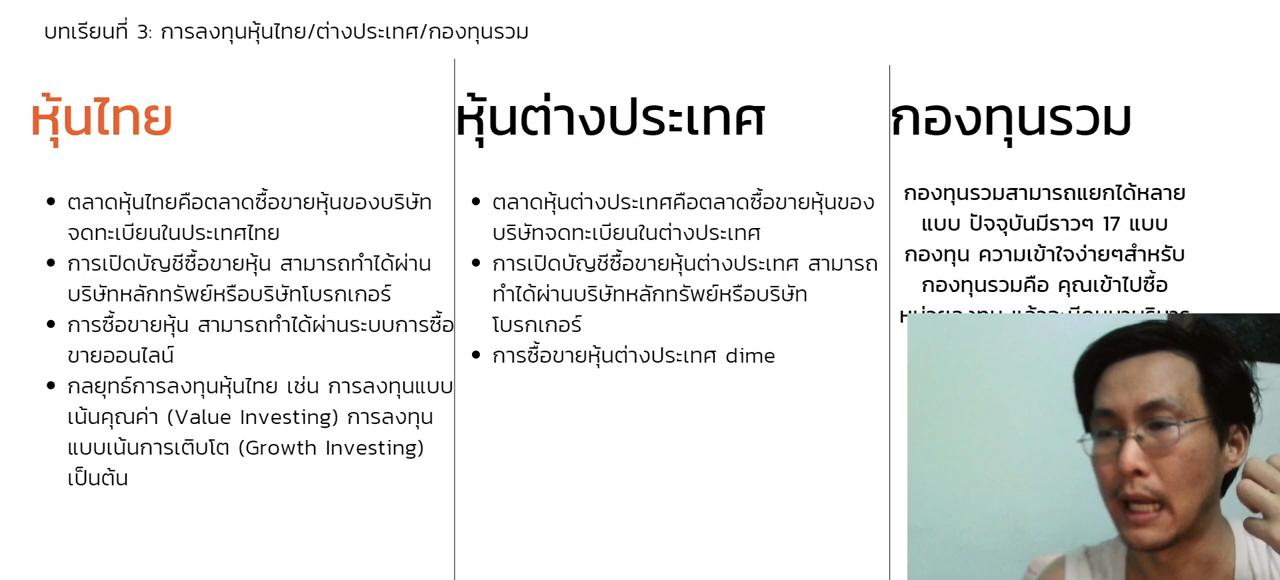 บทเรียนที่ 3: การลงทุนหุ้นไทย/ต่างประเทศ/กองทุนรวม
หุ้นไทย
• ตลาดหุ้นไทยคือตลาดซื้อขายหุ้นของบริษัท
จดทะเบียนในประเทศไทย
• การเปิดบัญชีซื้อขายหุ้น สามารถทำได้ผ่าน
บริษัทหลักทรัพย์หรือบริษัทโบรกเกอร์
• การซื้อขายหุ้น สามารถทำได้ผ่านระบบการซื้อ
ขายออนไลน์
• กลยุทธ์การลงทุนหุ้นไทย เช่น การลงทุนแบบ
เน้นคุณค่า (Value Investing) การลงทุน
แบบเน้นการเติบโต (Growth Investing)
เป็นต้น
หุ้นต่างประเทศ
• ตลาดหุ้นต่างประเทศคือตลาดซื้อขายหุ้นของ
บริษัทจดทะเบียนในต่างประเทศ
• การเปิดบัญชีซื้อขายหุ้นต่างประเทศ สามารถ
ทำได้ผ่านบริษัทหลักทรัพย์หรือบริษัท
โบรกเกอร์
• การซื้อขายหุ้นต่างประเทศ dime
กองทุนรวม
กองทุนรวมสามารถแยกได้หลาย
แบบ ปัจจุบันมีราวๆ 17 แบบ
กองทุน ความเข้าใจง่ายๆสำหรับ
กองทุนรวมคือ คุณเข้าไปซื้อ